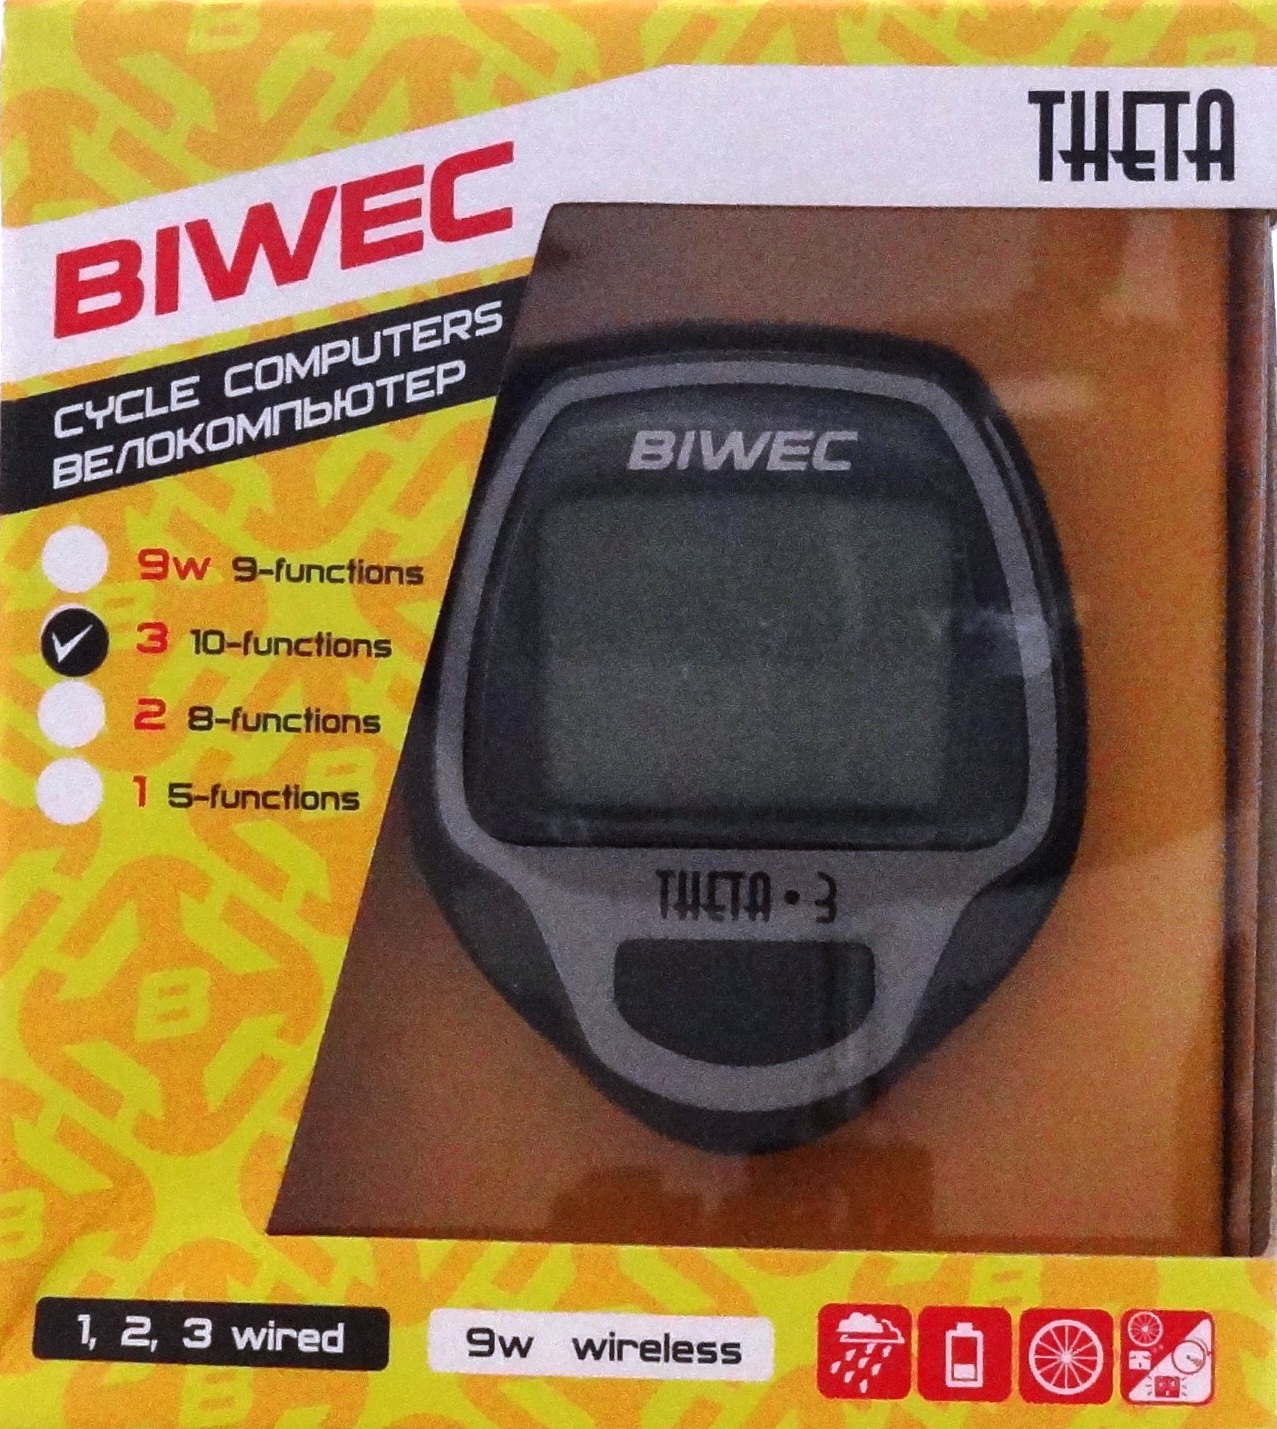 THETA
BIWEC
CYCLE COMPUTERS
ВЕЛОКОМПЬЮТЕР
BIWEC
9w 9-functions
3 10-functions
2 8-functions
1 5-functions
THETA • 3
1, 2, 3 wired
9w wireless